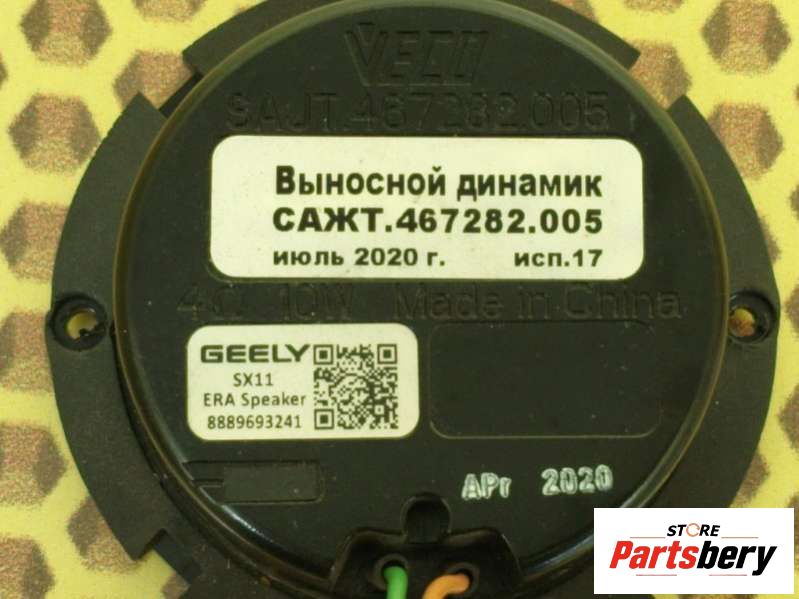 VECO
SAJT.467282.005
Выносной динамик
САЖТ.467282.005
июль 2020 г. исп.17
4Ω 10W Made in China
GEELY
SX11
ERA Speaker
8889693241
APr 2020
STORE
Partsbery